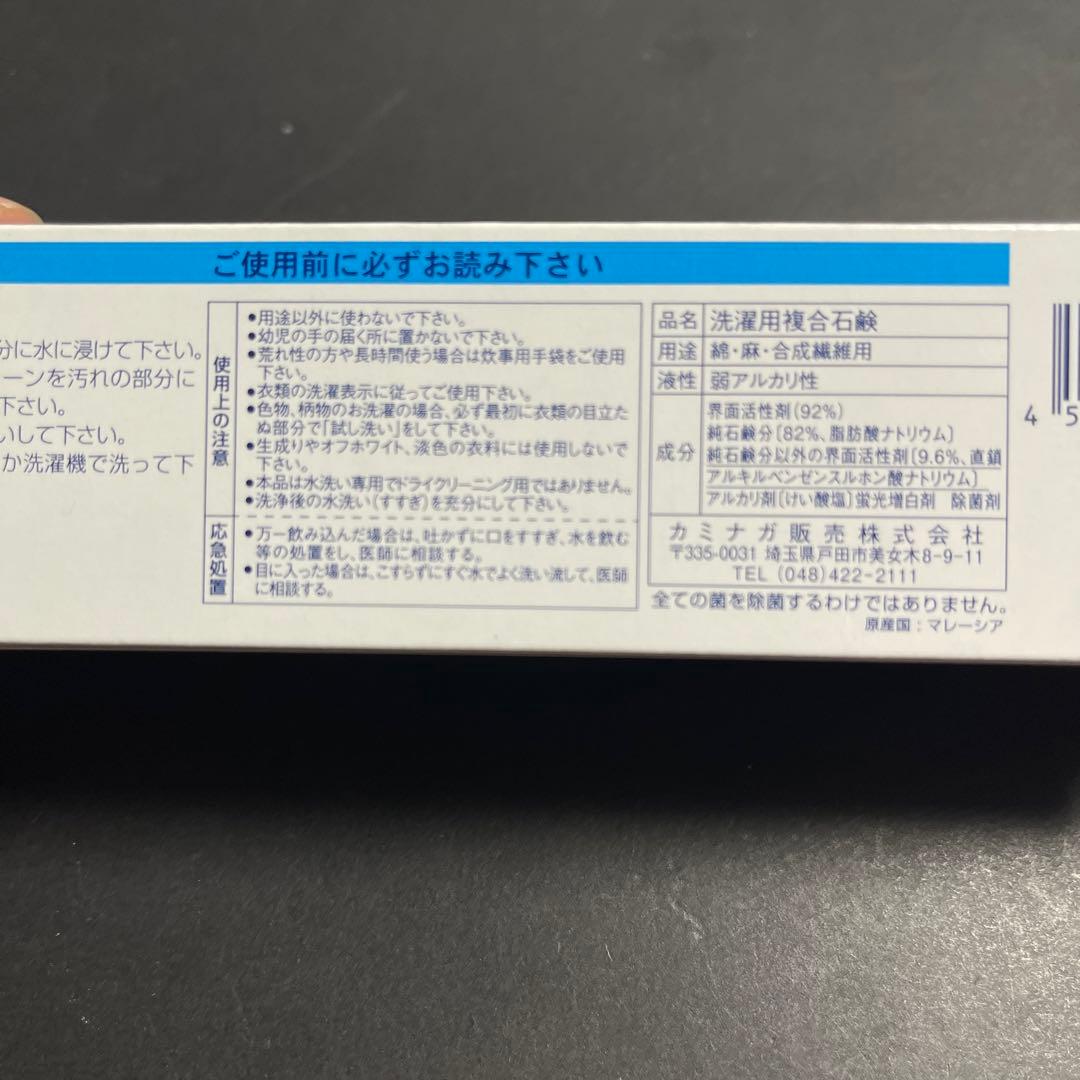 ご使用前に必ずお読み下さい
分に水に浸けて下さい。
ーンを汚れの部分に
下さい。
いして下さい。
か洗濯機で洗って下
使用上の注意
●用途以外に使わないで下さい。
●幼児の手の届く所に置かないで下さい。
●荒れ性の方や長時間使う場合は炊事用手袋をご使用
下さい。
●衣類の洗濯表示に従ってご使用下さい。
●色物、柄物のお洗濯の場合、必ず最初に衣類の目立た
ぬ部分で「試し洗い」をして下さい。
●生成りやオフホワイト、淡色の衣料には使用しないで
下さい。
●本品は水洗い専用でドライクリーニング用ではありません。
●洗浄後の水洗い(すすぎ)を充分にして下さい。
応急処置
●万一飲み込んだ場合は、吐かずに口をすすぎ、水を飲む
等の処置をし、医師に相談する。
●目に入った場合は、こすらずにすぐ水でよく洗い流して、医師
に相談する。
品名 洗濯用複合石鹸
用途 綿・麻・合成繊維用
液性 弱アルカリ性
成分
界面活性剤(92%)
純石鹸分〔82%、脂肪酸ナトリウム〕
純石鹸分以外の界面活性剤〔9.6%、直鎖
アルキルベンゼンスルホン酸ナトリウム〕
アルカリ剤〔けい酸塩〕蛍光増白剤 除菌剤
カミナガ販売株式会社
〒335-0031 埼玉県戸田市美女木8-9-11
TEL (048)422-2111
全ての菌を除菌するわけではありません。
原産国：マレーシア
4 5